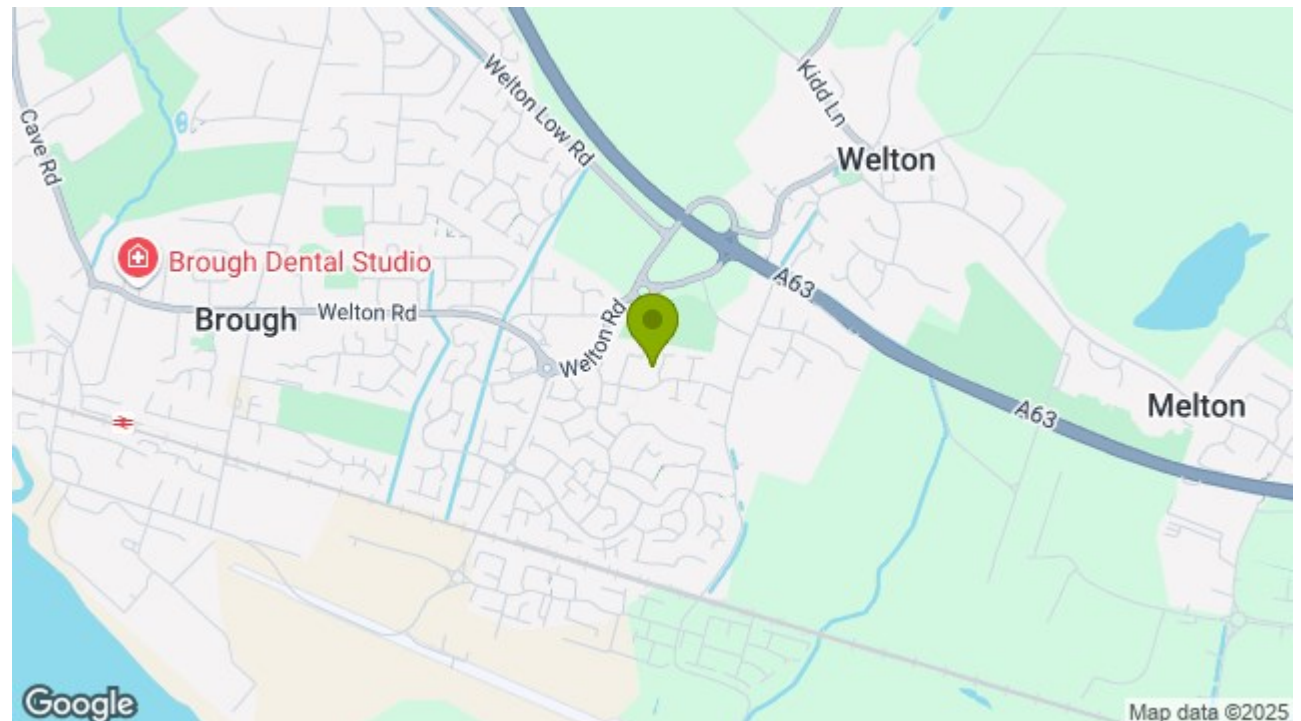 Welton Low Rd
Kidd Ln
Welton
Cave Rd
Brough Dental Studio
A63
Brough
Welton Rd
Welton Rd
A63
Melton
Google
Map data ©2025